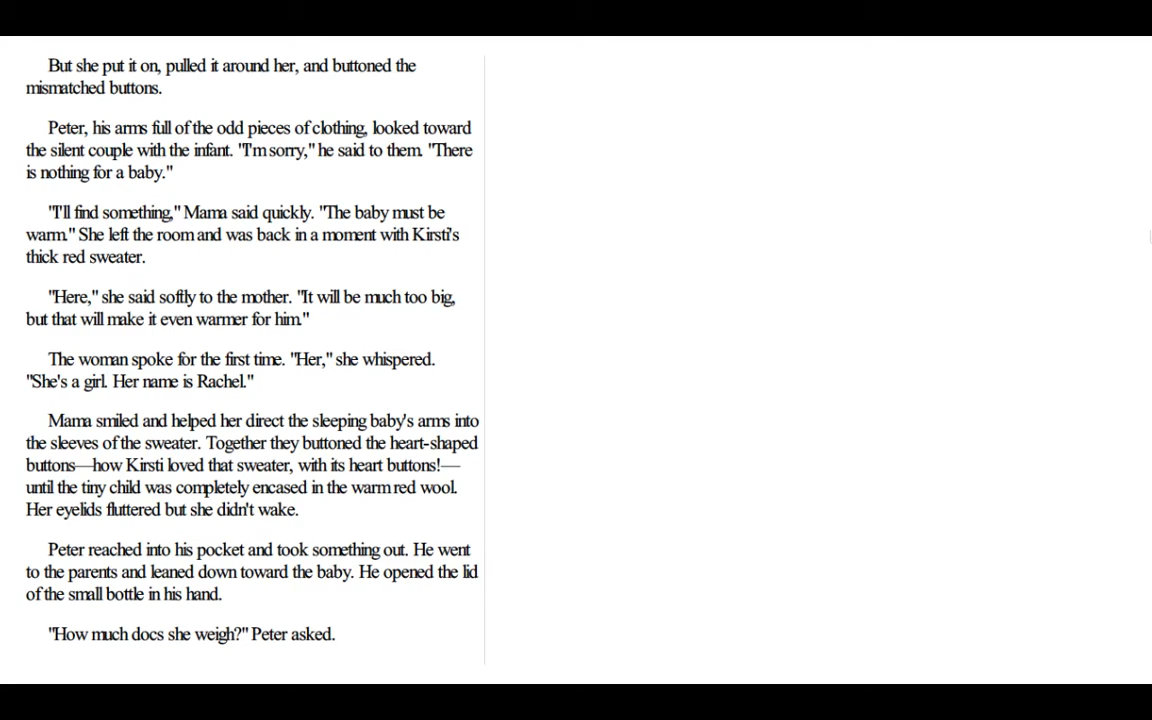 But she put it on, pulled it around her, and buttoned the
mismatched buttons.
Peter, his arms full of the odd pieces of clothing, looked toward
the silent couple with the infant. "I'm sorry," he said to them. "There
is nothing for a baby."
"I'll find something," Mama said quickly. "The baby must be
warm." She left the room and was back in a moment with Kirsti's
thick red sweater.
"Here," she said softly to the mother. "It will be much too big,
but that will make it even warmer for him."
The woman spoke for the first time. "Her," she whispered.
"She's a girl. Her name is Rachel."
Mama smiled and helped her direct the sleeping baby's arms into
the sleeves of the sweater. Together they buttoned the heart-shaped
buttons—how Kirsti loved that sweater, with its heart buttons!—
until the tiny child was completely encased in the warm red wool.
Her eyelids fluttered but she didn't wake.
Peter reached into his pocket and took something out. He went
to the parents and leaned down toward the baby. He opened the lid
of the small bottle in his hand.
"How much docs she weigh?" Peter asked.